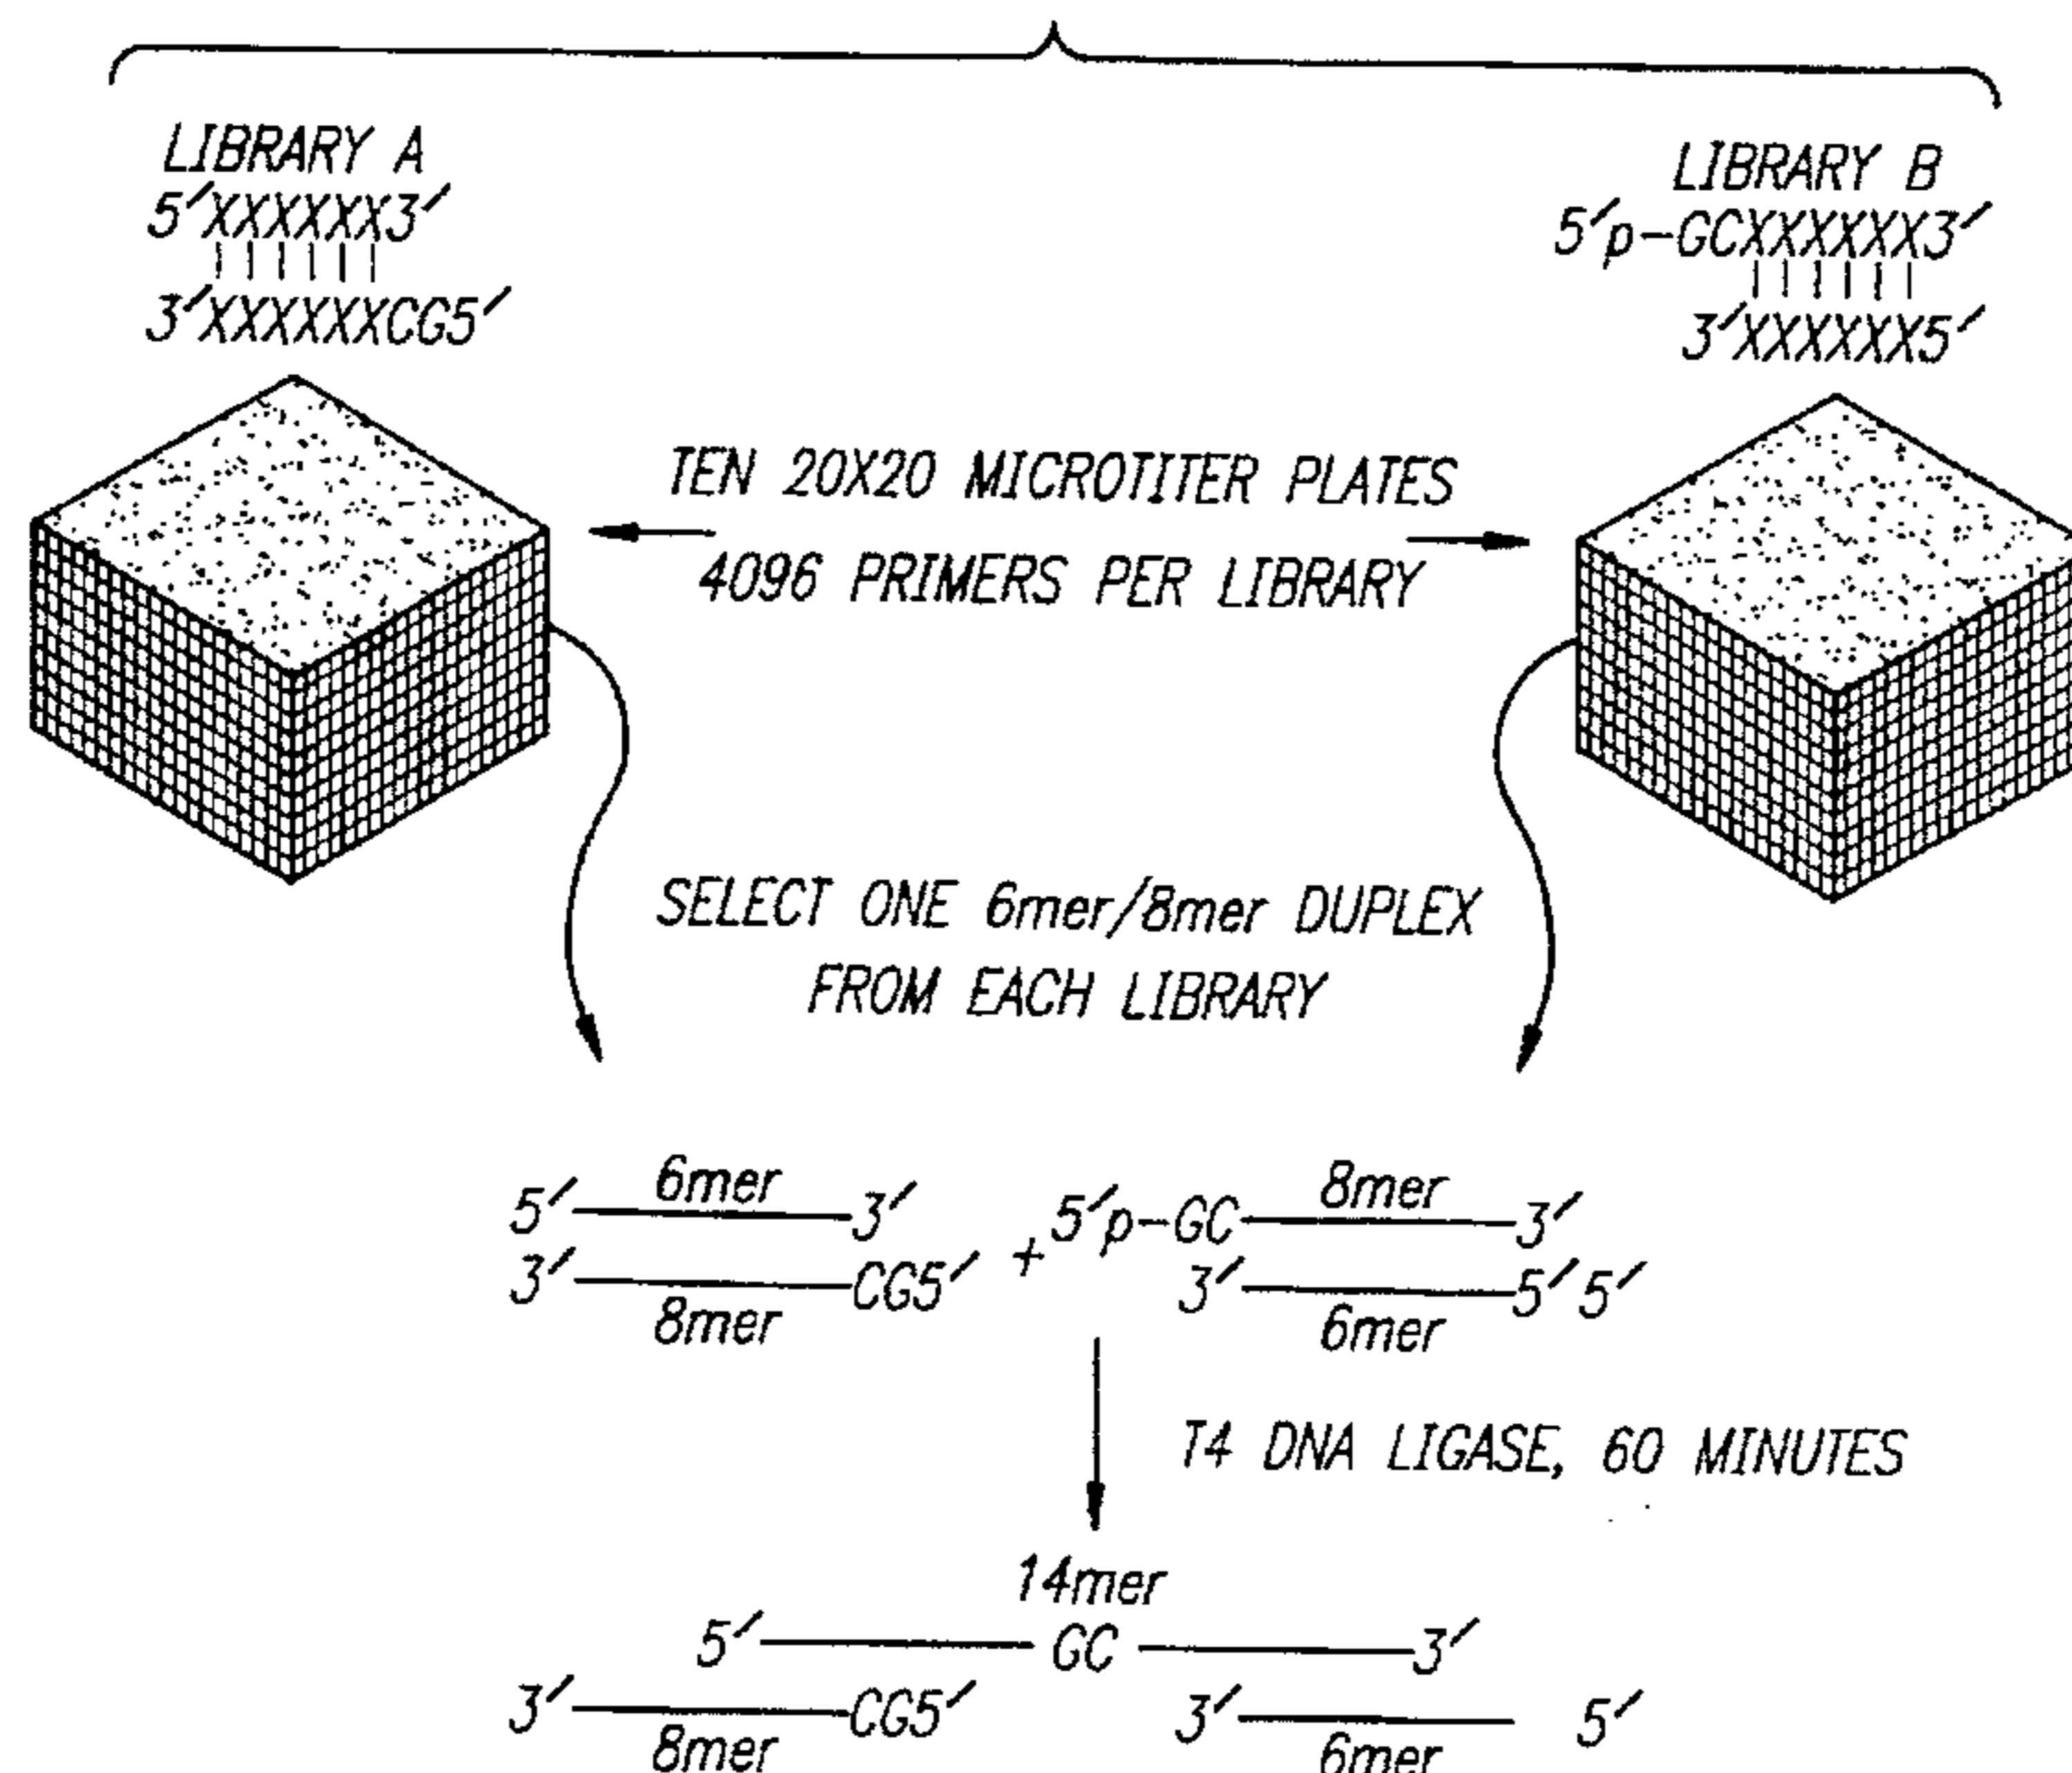 LIBRARY A
5′XXXXXX3′
3′XXXXXXCG5′
LIBRARY B
5′p-GCXXXXXX3′
3′XXXXXX5′
TEN 20X20 MICROTITER PLATES
4096 PRIMERS PER LIBRARY
SELECT ONE 6mer/8mer DUPLEX
FROM EACH LIBRARY
6mer
5′ 3′
3′ CG5′
8mer
+
8mer
5′p-GC 3′
3′ 5′ 5′
6mer
T4 DNA LIGASE, 60 MINUTES
14mer
5′ GC 3′
3′ CG5′ 3′ 5′
8mer 6mer